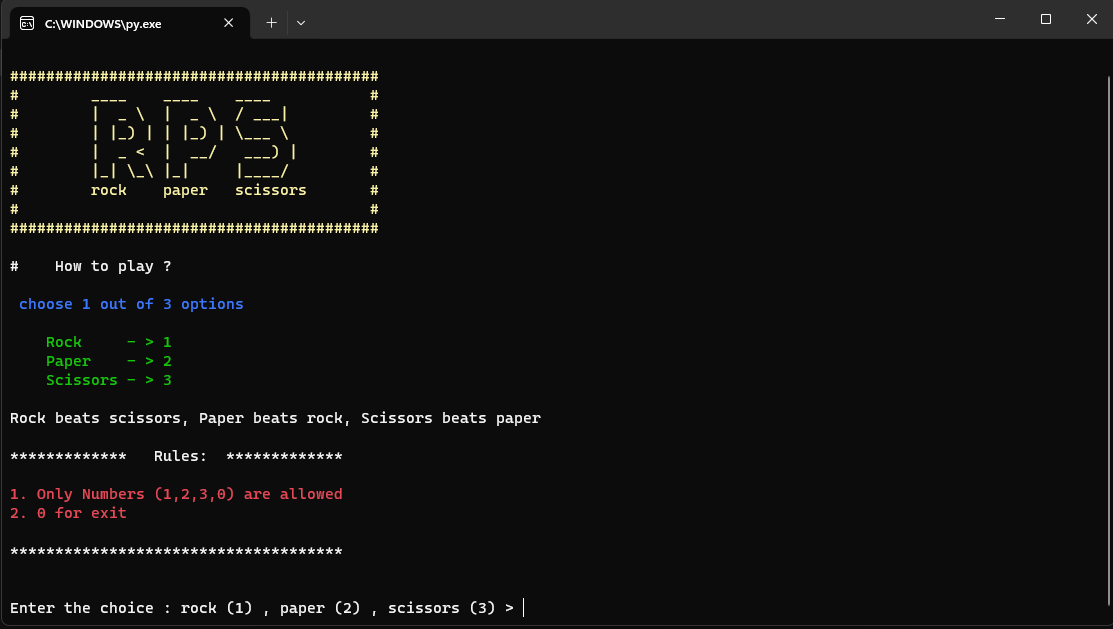 C:\WINDOWS\py.exe
#########################################
#        ____    ____    ____           #
#        |  _ \  |  _ \  / ___|         #
#        | |_) | | |_) | \___ \         #
#        |  _ <  |  __/   ___) |        #
#        |_| \_\ |_|     |____/         #
#        rock    paper   scissors       #
#                                       #
#########################################
#    How to play ?
choose 1 out of 3 options
Rock     - > 1
Paper    - > 2
Scissors - > 3
Rock beats scissors, Paper beats rock, Scissors beats paper
*************   Rules:  *************
1. Only Numbers (1,2,3,0) are allowed
2. 0 for exit
*************************************
Enter the choice : rock (1) , paper (2) , scissors (3) >